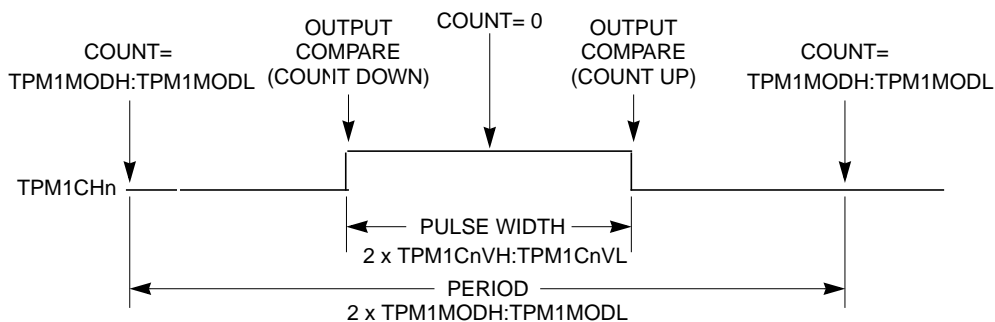 COUNT= 0
OUTPUT
COMPARE
(COUNT DOWN)
OUTPUT
COMPARE
(COUNT UP)
COUNT=
TPM1MODH:TPM1MODL
COUNT=
TPM1MODH:TPM1MODL
TPM1CHn
PULSE WIDTH
2 x TPM1CnVH:TPM1CnVL
PERIOD
2 x TPM1MODH:TPM1MODL